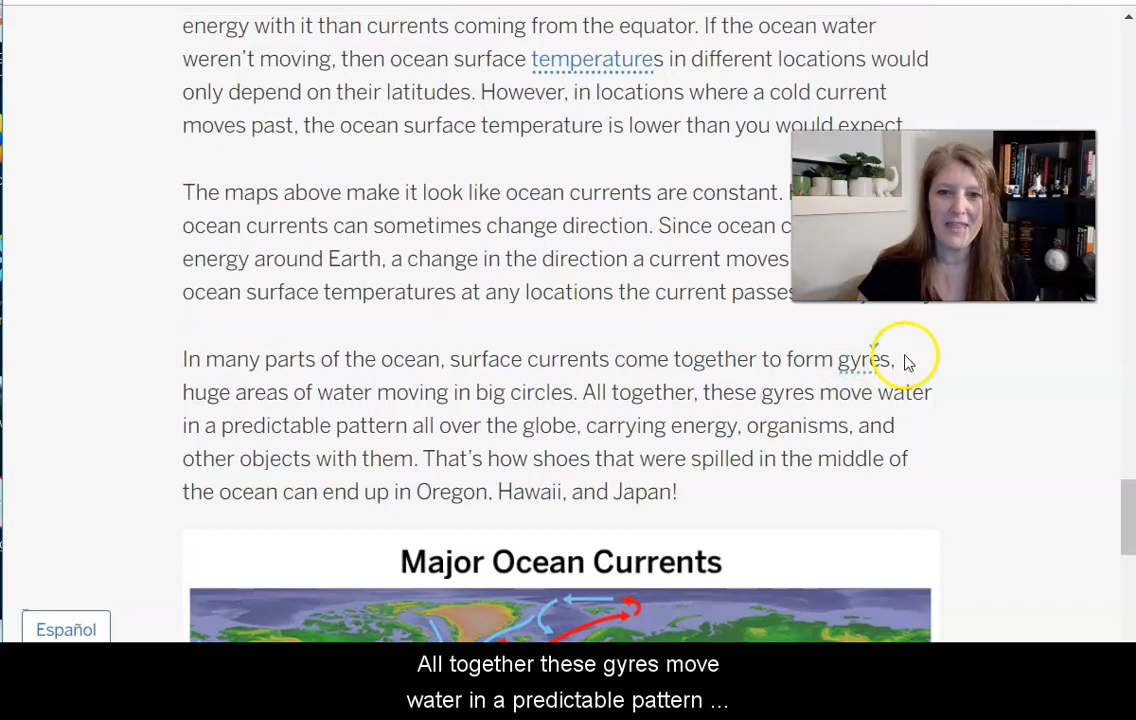 energy with it than currents coming from the equator. If the ocean water
weren't moving, then ocean surface temperatures in different locations would
only depend on their latitudes. However, in locations where a cold current
moves past, the ocean surface temperature is lower than you would expect
The maps above make it look like ocean currents are constant.
ocean currents can sometimes change direction. Since ocean
energy around Earth, a change in the direction a current moves
ocean surface temperatures at any locations the current passes
In many parts of the ocean, surface currents come together to form gyres,
huge areas of water moving in big circles. All together, these gyres move water
in a predictable pattern all over the globe, carrying energy, organisms, and
other objects with them. That's how shoes that were spilled in the middle of
the ocean can end up in Oregon, Hawaii, and Japan!
Major Ocean Currents
Español
All together these gyres move
water in a predictable pattern ...